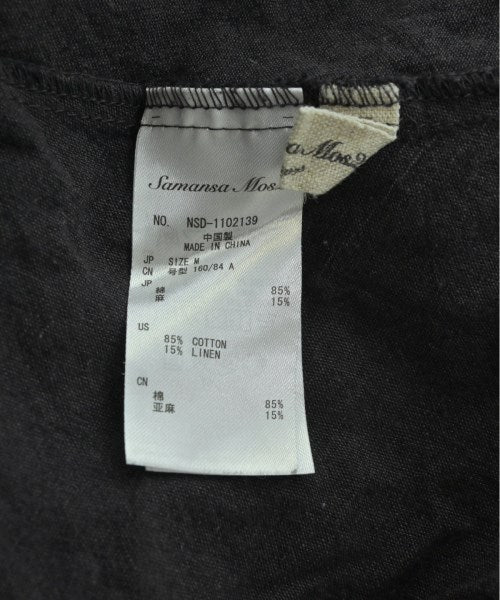 Samansa Mos
Mos2
NO. NSD-1102139
中国製
MADE IN CHINA
JP SIZE M
CN 号型 160/84 A
JP
綿 85%
麻 15%
US
85% COTTON
15% LINEN
CN
棉 85%
亚麻 15%